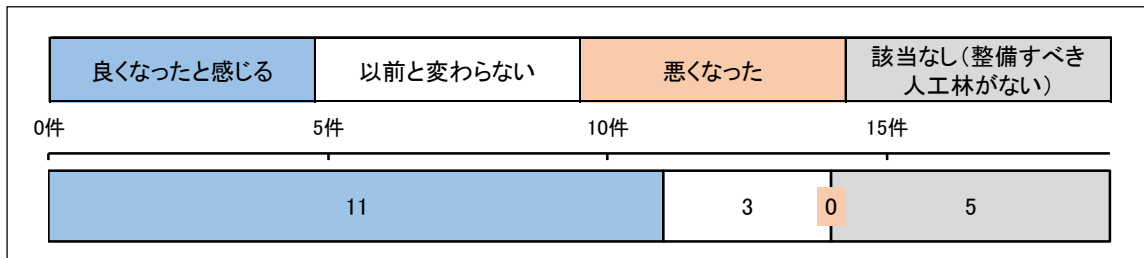 良くなったと感じる
以前と変わらない
悪くなった
該当なし（整備すべき
人工林がない）
0件
5件
10件
15件
11
3
0
5